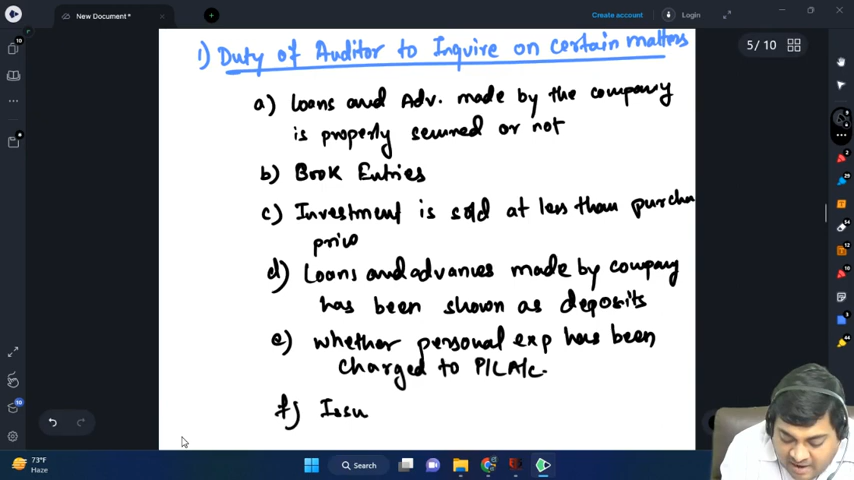 New Document*
Create account
Login
5/10
1) Duty of Auditor to Inquire on certain matters
a) Loans and Adv. made by the company
is properly secured or not
b) Book Entries
c) Investment is sold at less than purcha
price
d) Loans and advances made by company
has been shown as deposits
e) whether personal exp has been
charged to P/L A/c.
f) Issu
73°F
Haze
Search